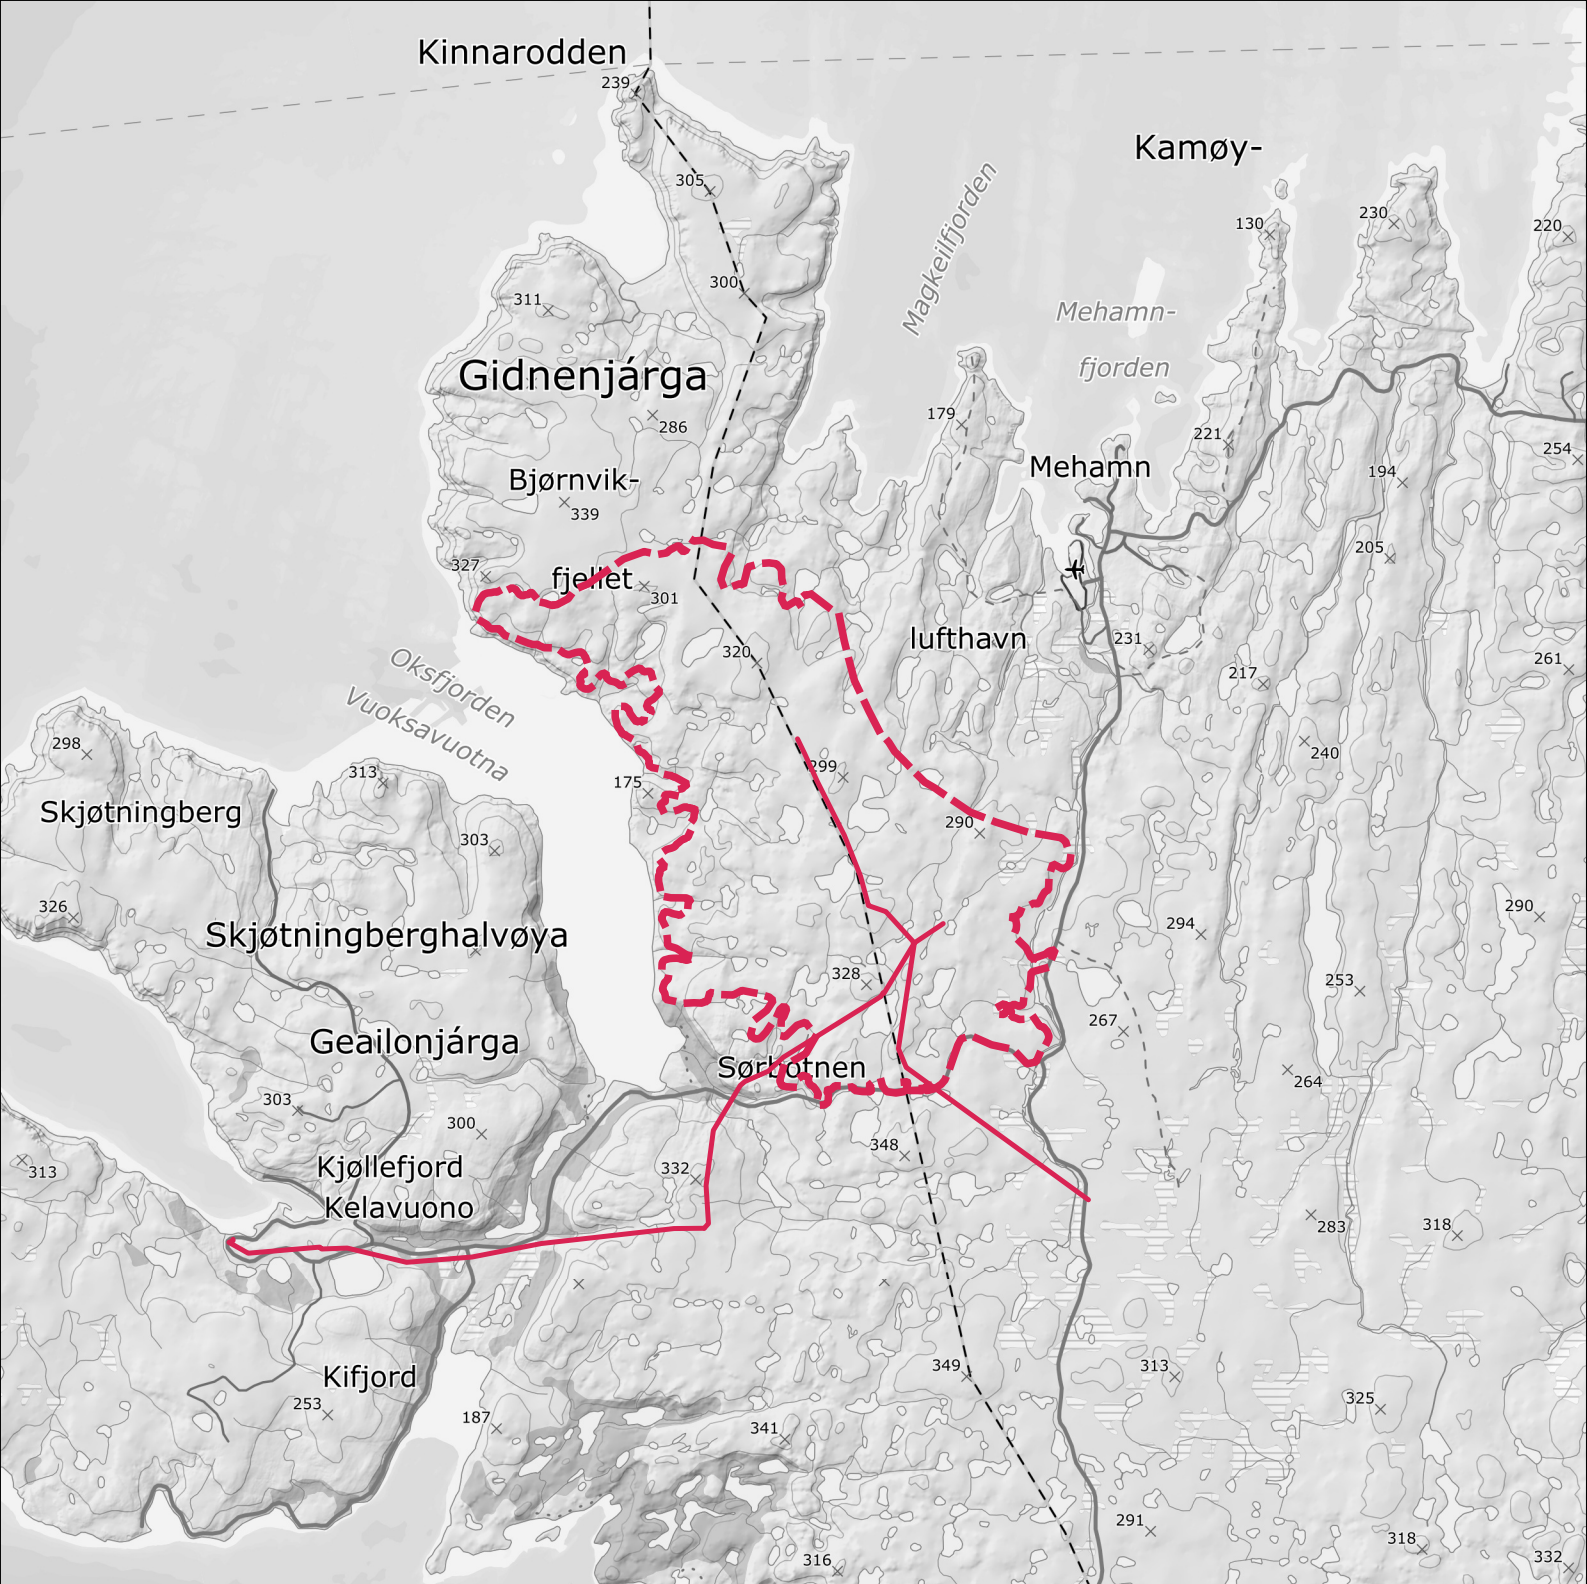 Kinnarodden
239
Kamøy-
305
Magkeilfjorden
130
230
220
300
311
Mehamn-
fjorden
Gidnenjárga
286
179
221
254
Mehamn
194
Bjørnvik-
339
205
327
fjellet
301
lufthavn
231
320
261
217
Oksfjorden
Vuoksavuotna
298
240
313
299
175
Skjøtningberg
290
303
326
290
294
Skjøtningberghalvøya
328
253
267
Geailonjárga
Sørbotnen
264
303
300
348
313
332
Kjøllefjord
Kelavuono
283
318
349
313
Kifjord
253
325
187
341
291
318
316
332